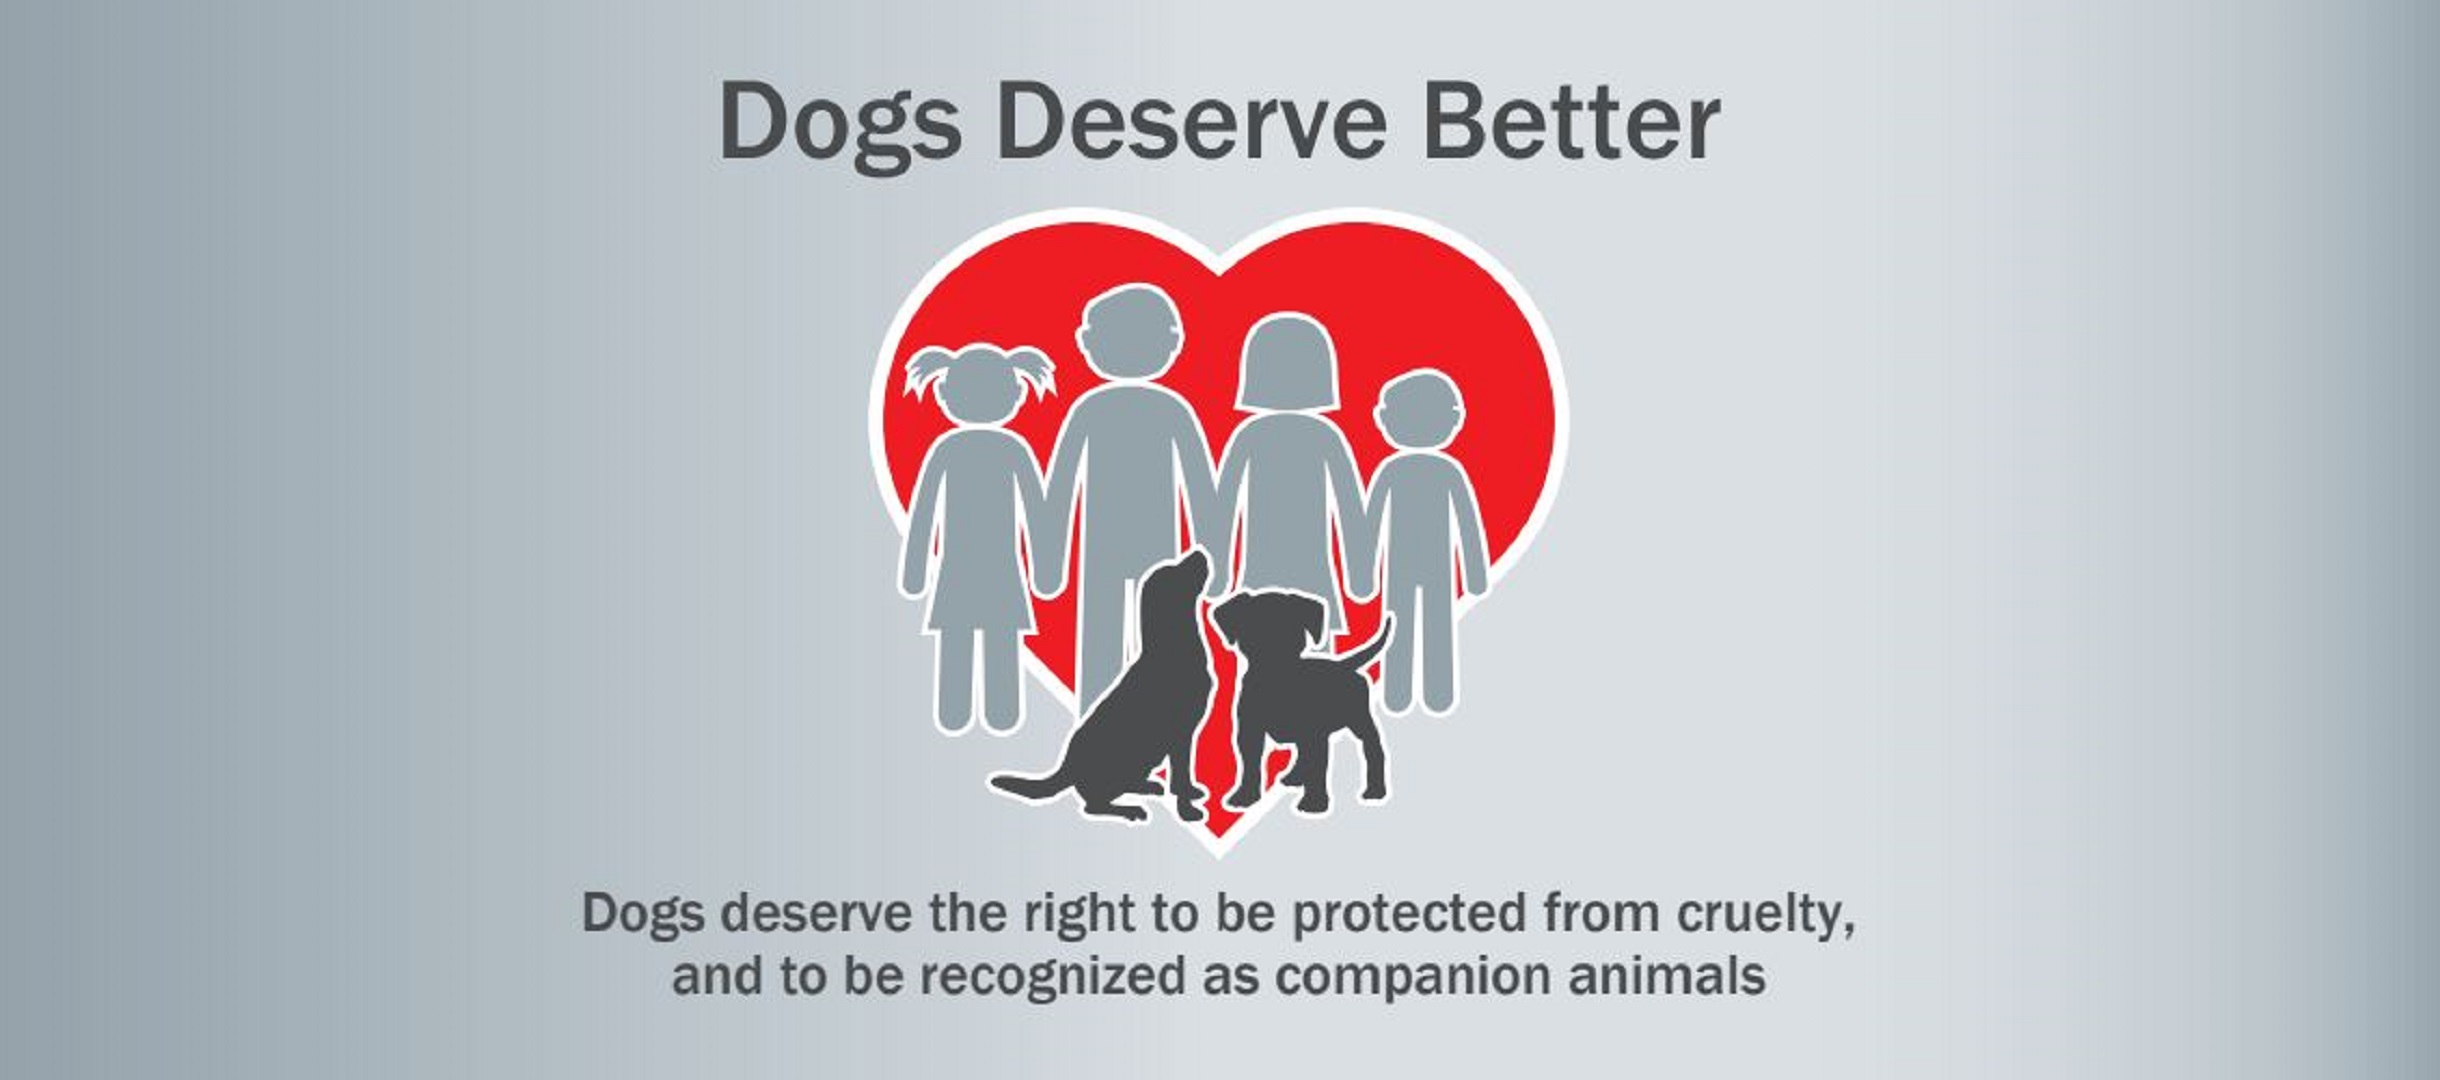 Dogs Deserve Better
Dogs deserve the right to be protected from cruelty,
and to be recognized as companion animals